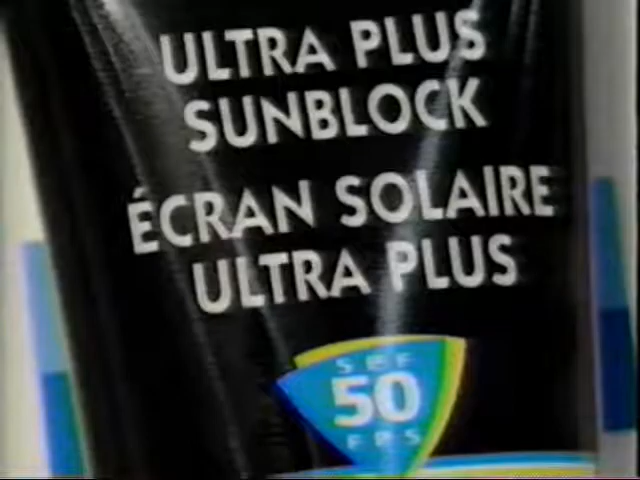 ULTRA PLUS
SUNBLOCK
ÉCRAN SOLAIRE
ULTRA PLUS
SPF
50
FPS